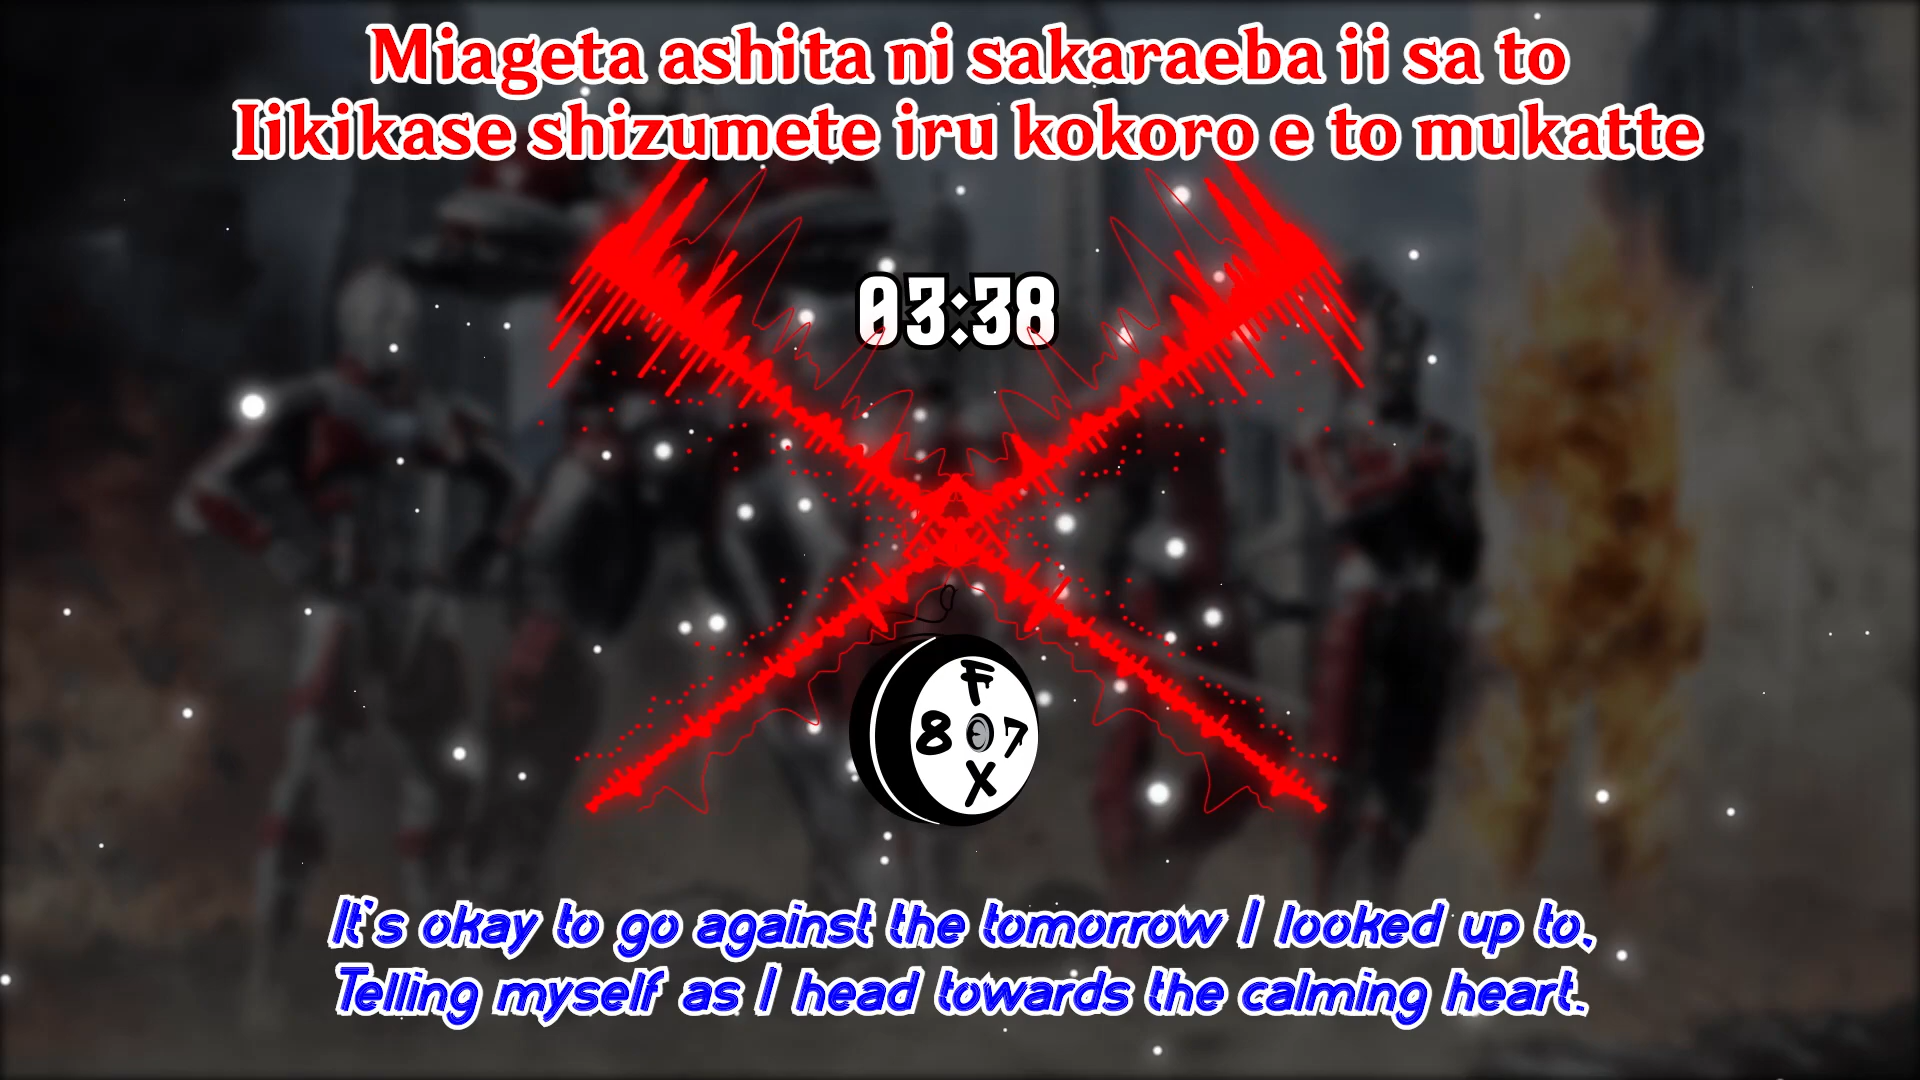 Miageta ashita ni sakaraeba ii sa to
Iikikase shizumete iru kokoro e to mukatte
03:38
F
8 7
X
It's okay to go against the tomorrow I looked up to,
Telling myself as I head towards the calming heart.